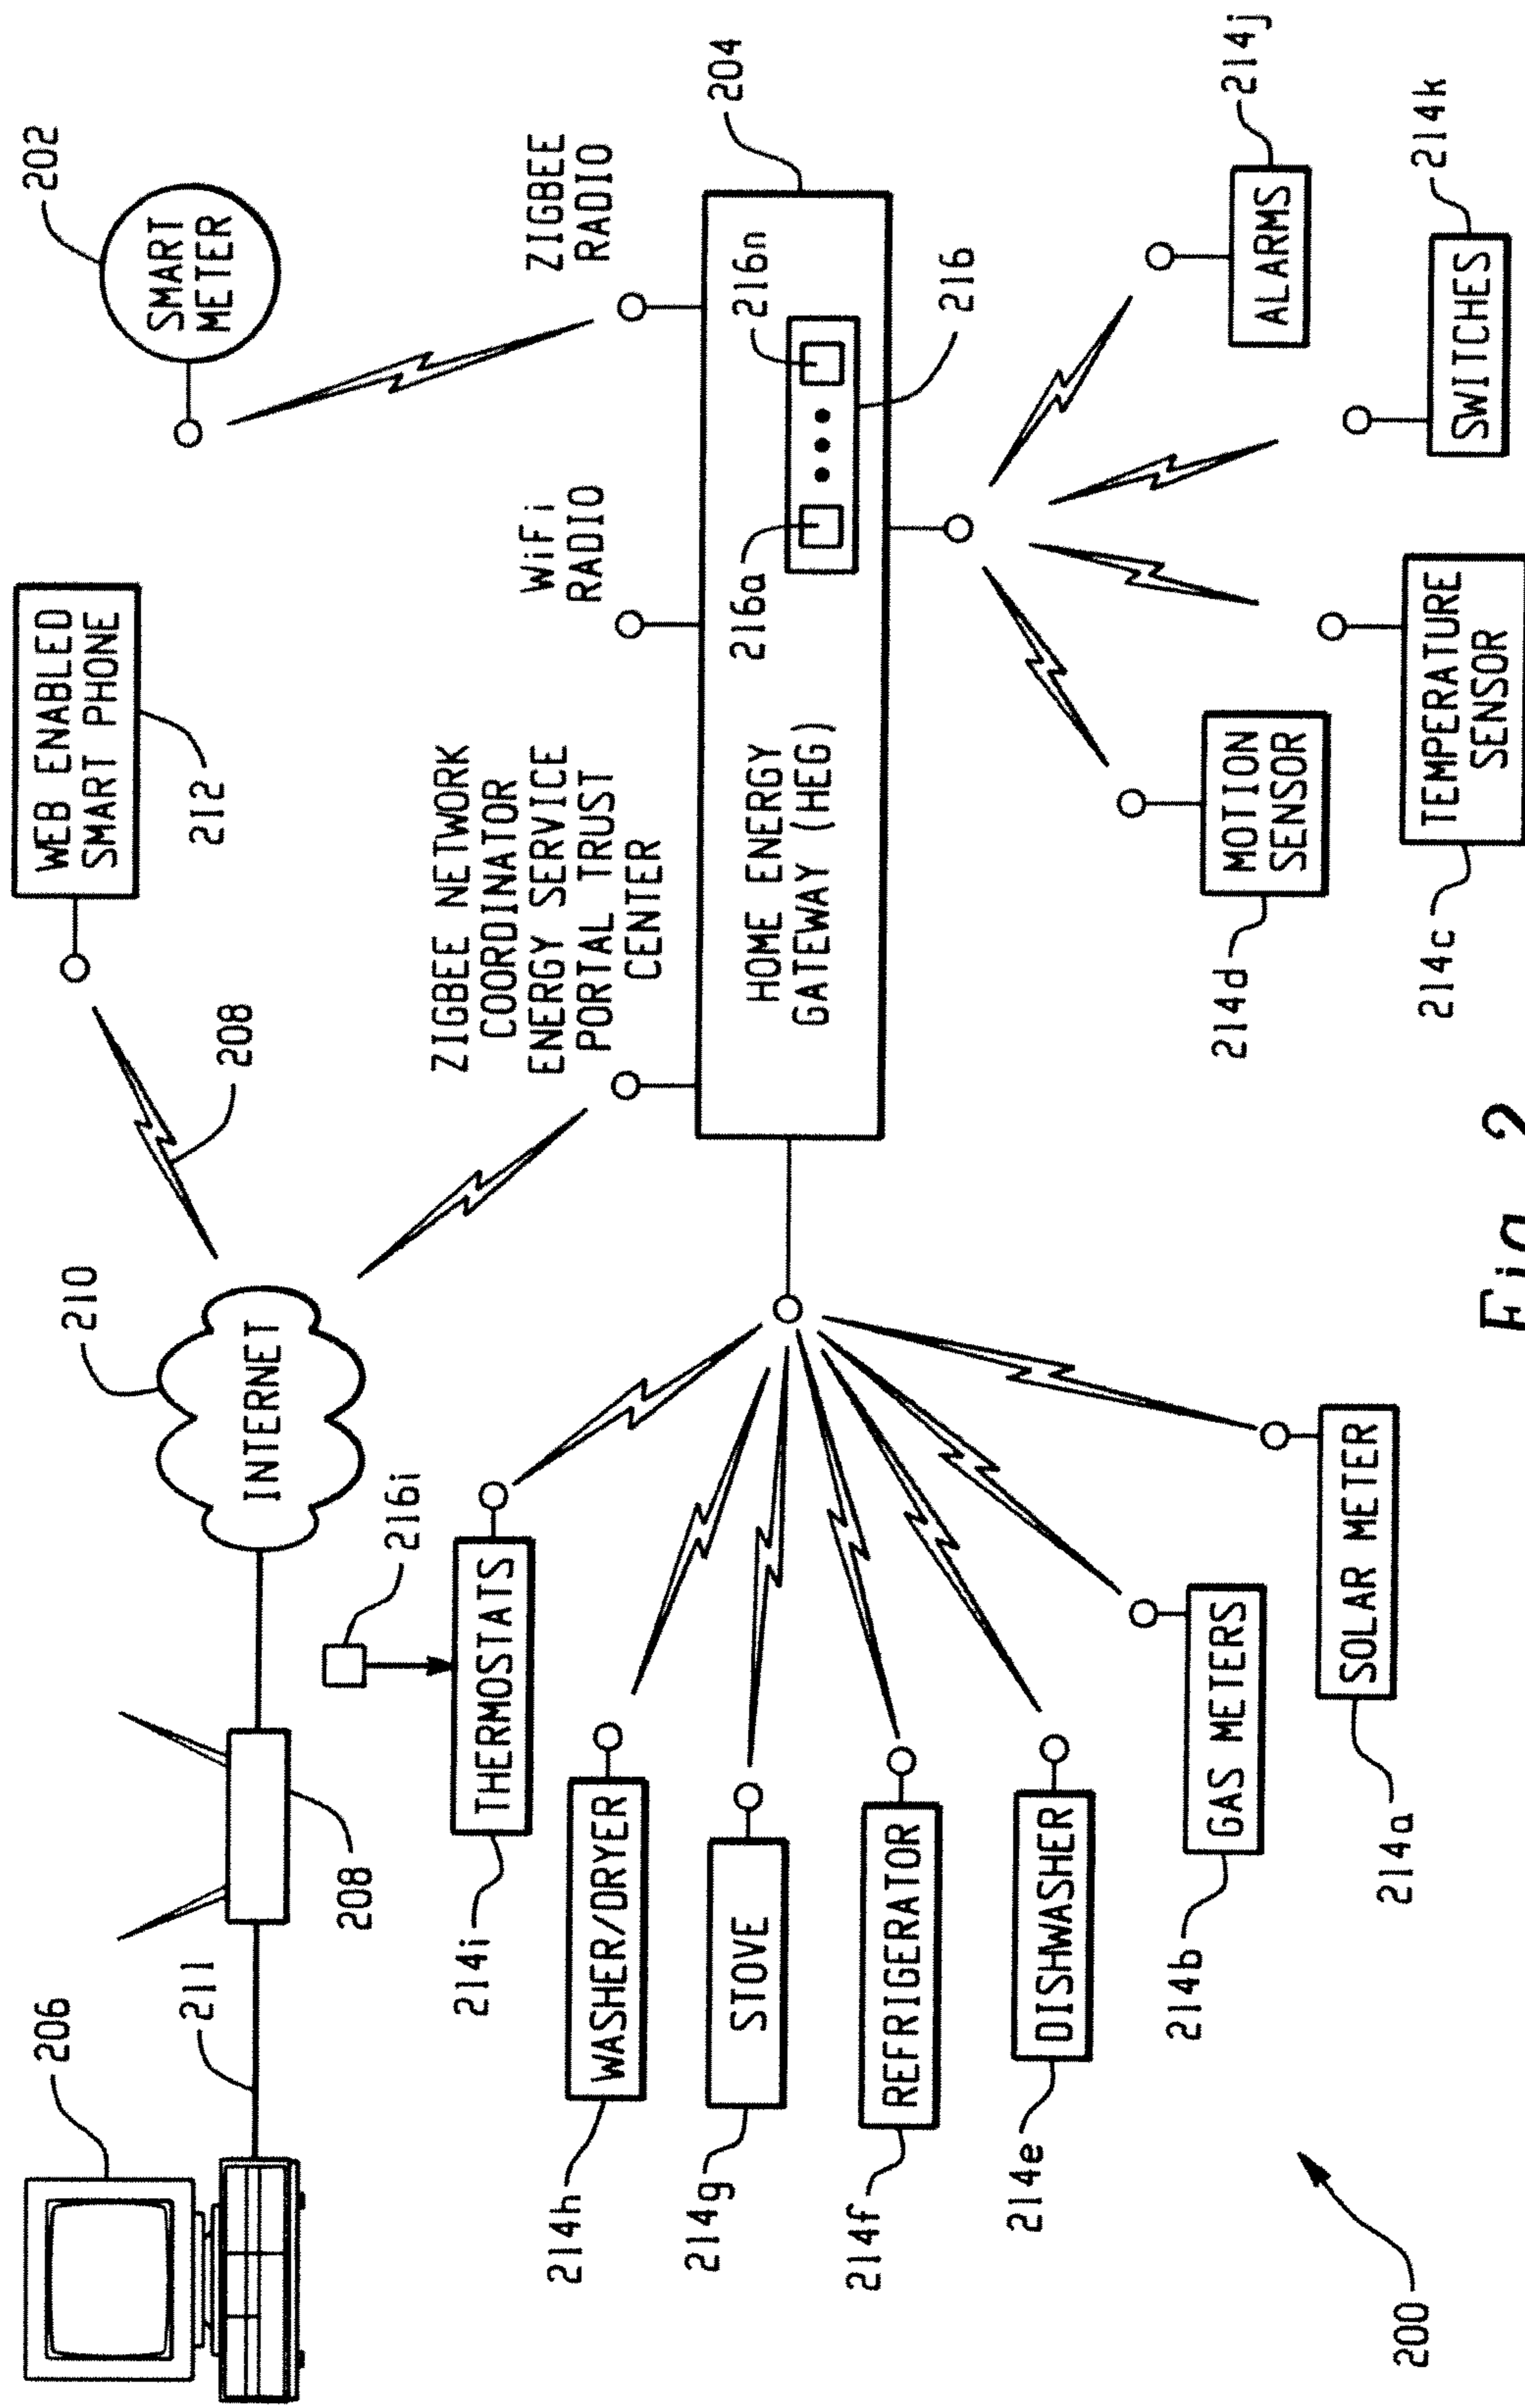 206
211
208
210
INTERNET
208
212
WEB ENABLED
SMART PHONE
202
SMART
METER
216i
214i
THERMOSTATS
214h
WASHER/DRYER
214g
STOVE
214f
REFRIGERATOR
214e
DISHWASHER
214b
GAS METERS
214a
SOLAR METER
ZIGBEE NETWORK
COORDINATOR
ENERGY SERVICE
PORTAL TRUST
CENTER
WiFi
RADIO
ZIGBEE
RADIO
204
HOME ENERGY
GATEWAY (HEG)
216a
216n
216
214d
MOTION
SENSOR
214c
TEMPERATURE
SENSOR
214j
ALARMS
214k
SWITCHES
200
Fig. 2